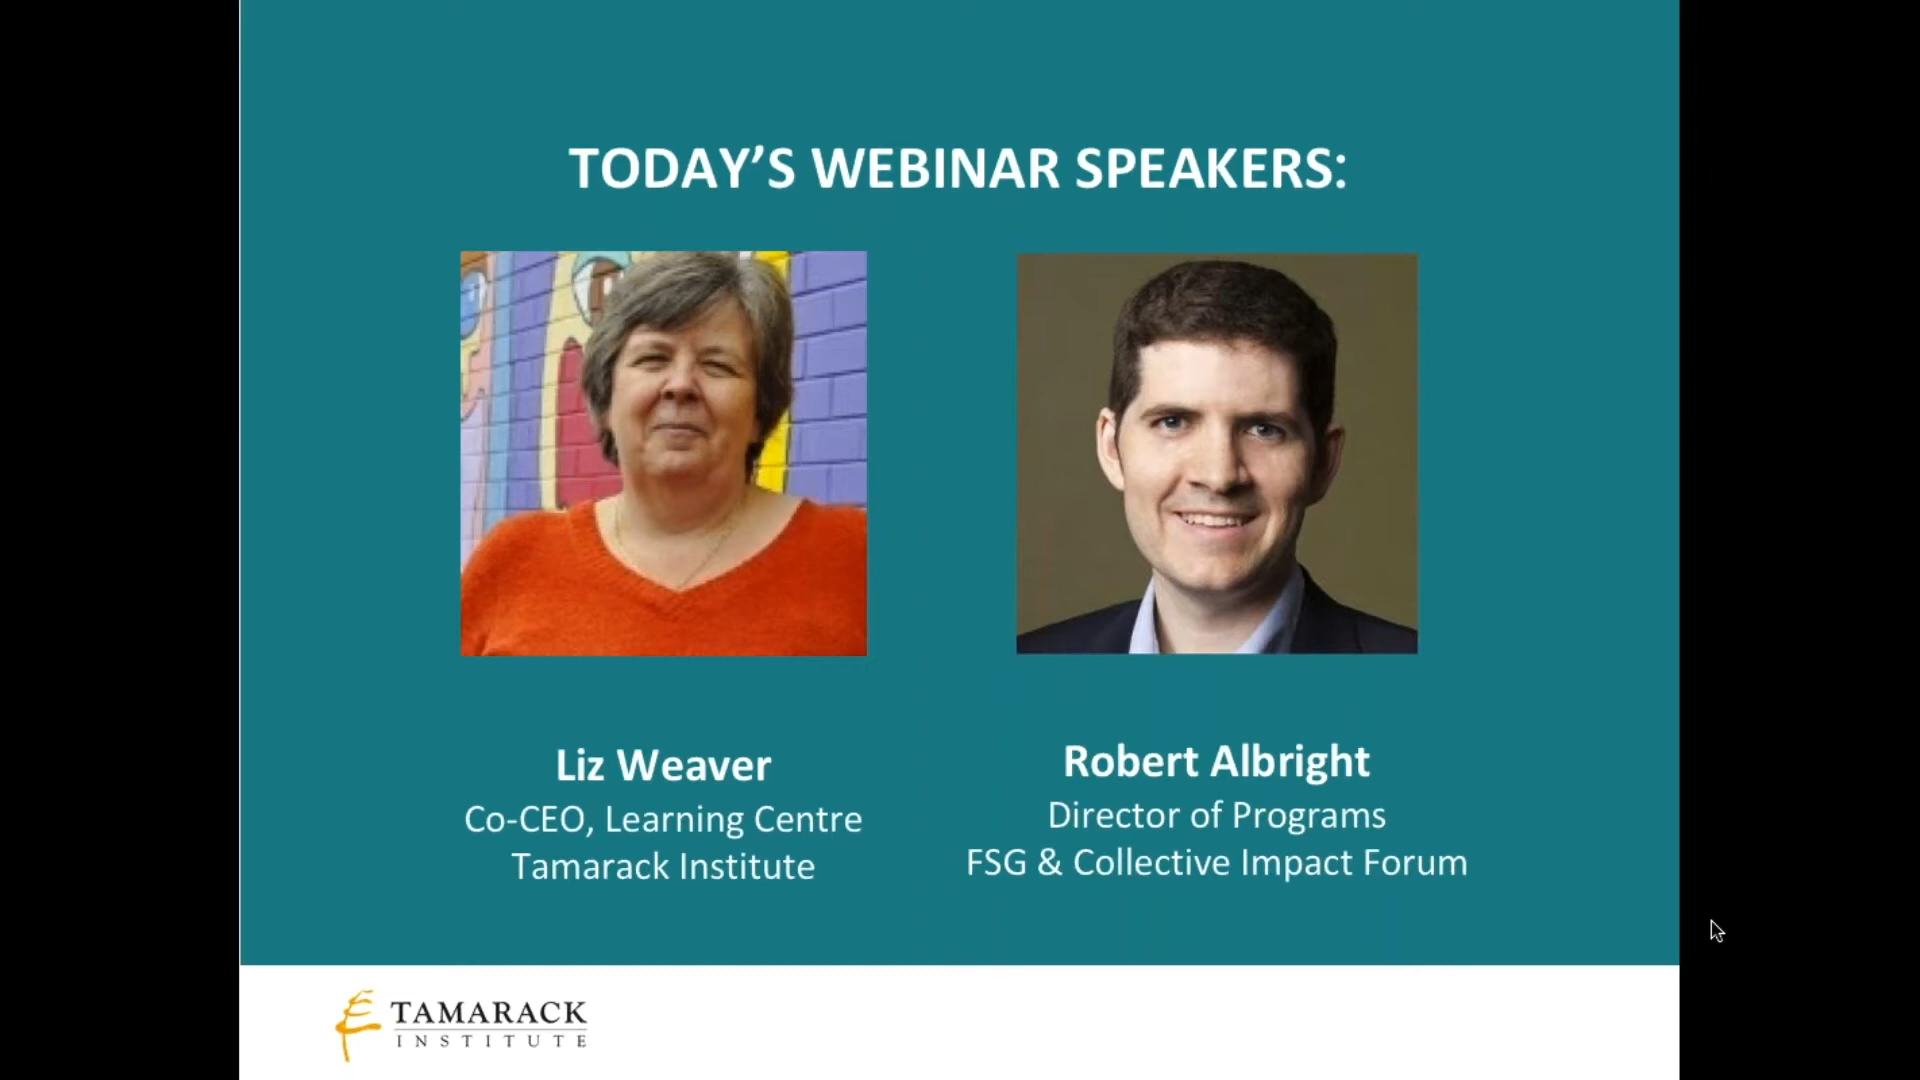 TODAY’S WEBINAR SPEAKERS:
Liz Weaver
Co-CEO, Learning Centre
Tamarack Institute
Robert Albright
Director of Programs
FSG & Collective Impact Forum
TAMARACK
INSTITUTE